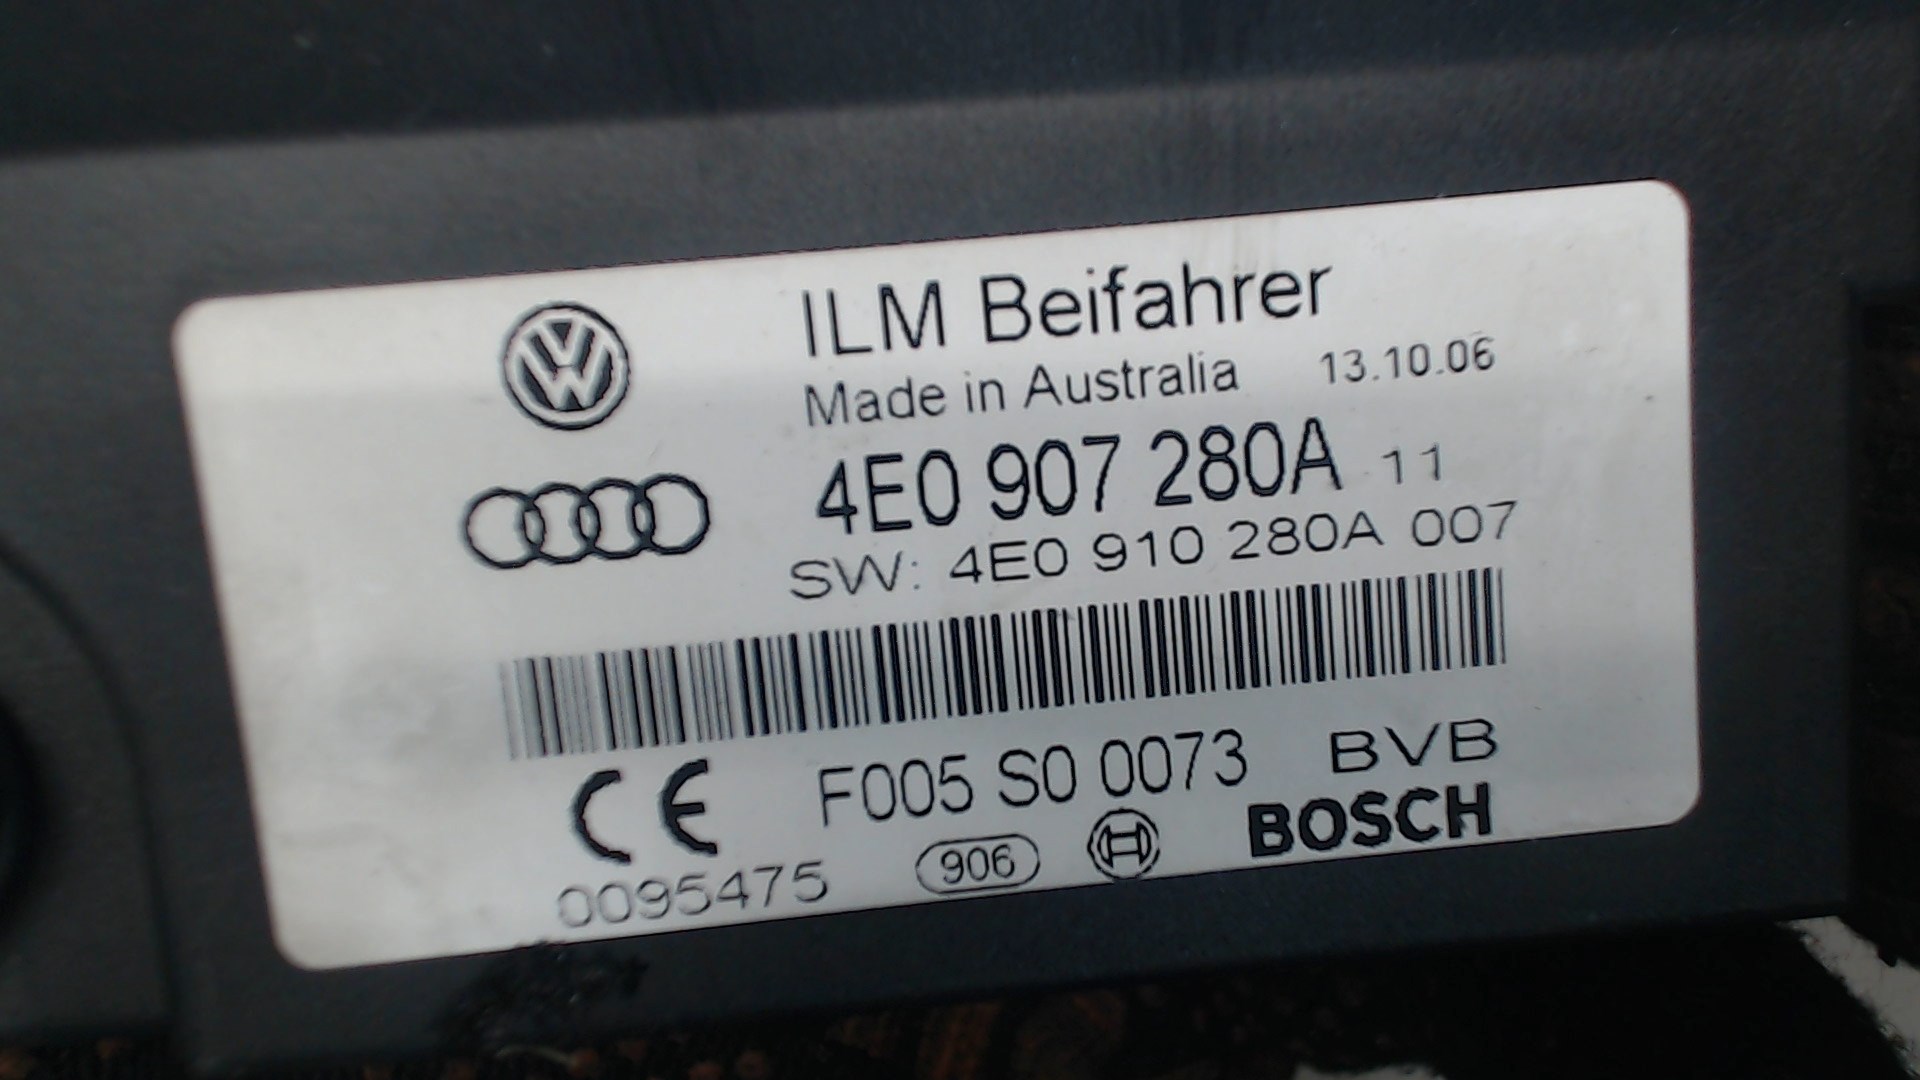 ILM Beifahrer
Made in Australia 13.10.06
4E0 907 280A 11
SW: 4E0 910 280A 007
CE F005 S0 0073 BVB
0095475 906 BOSCH